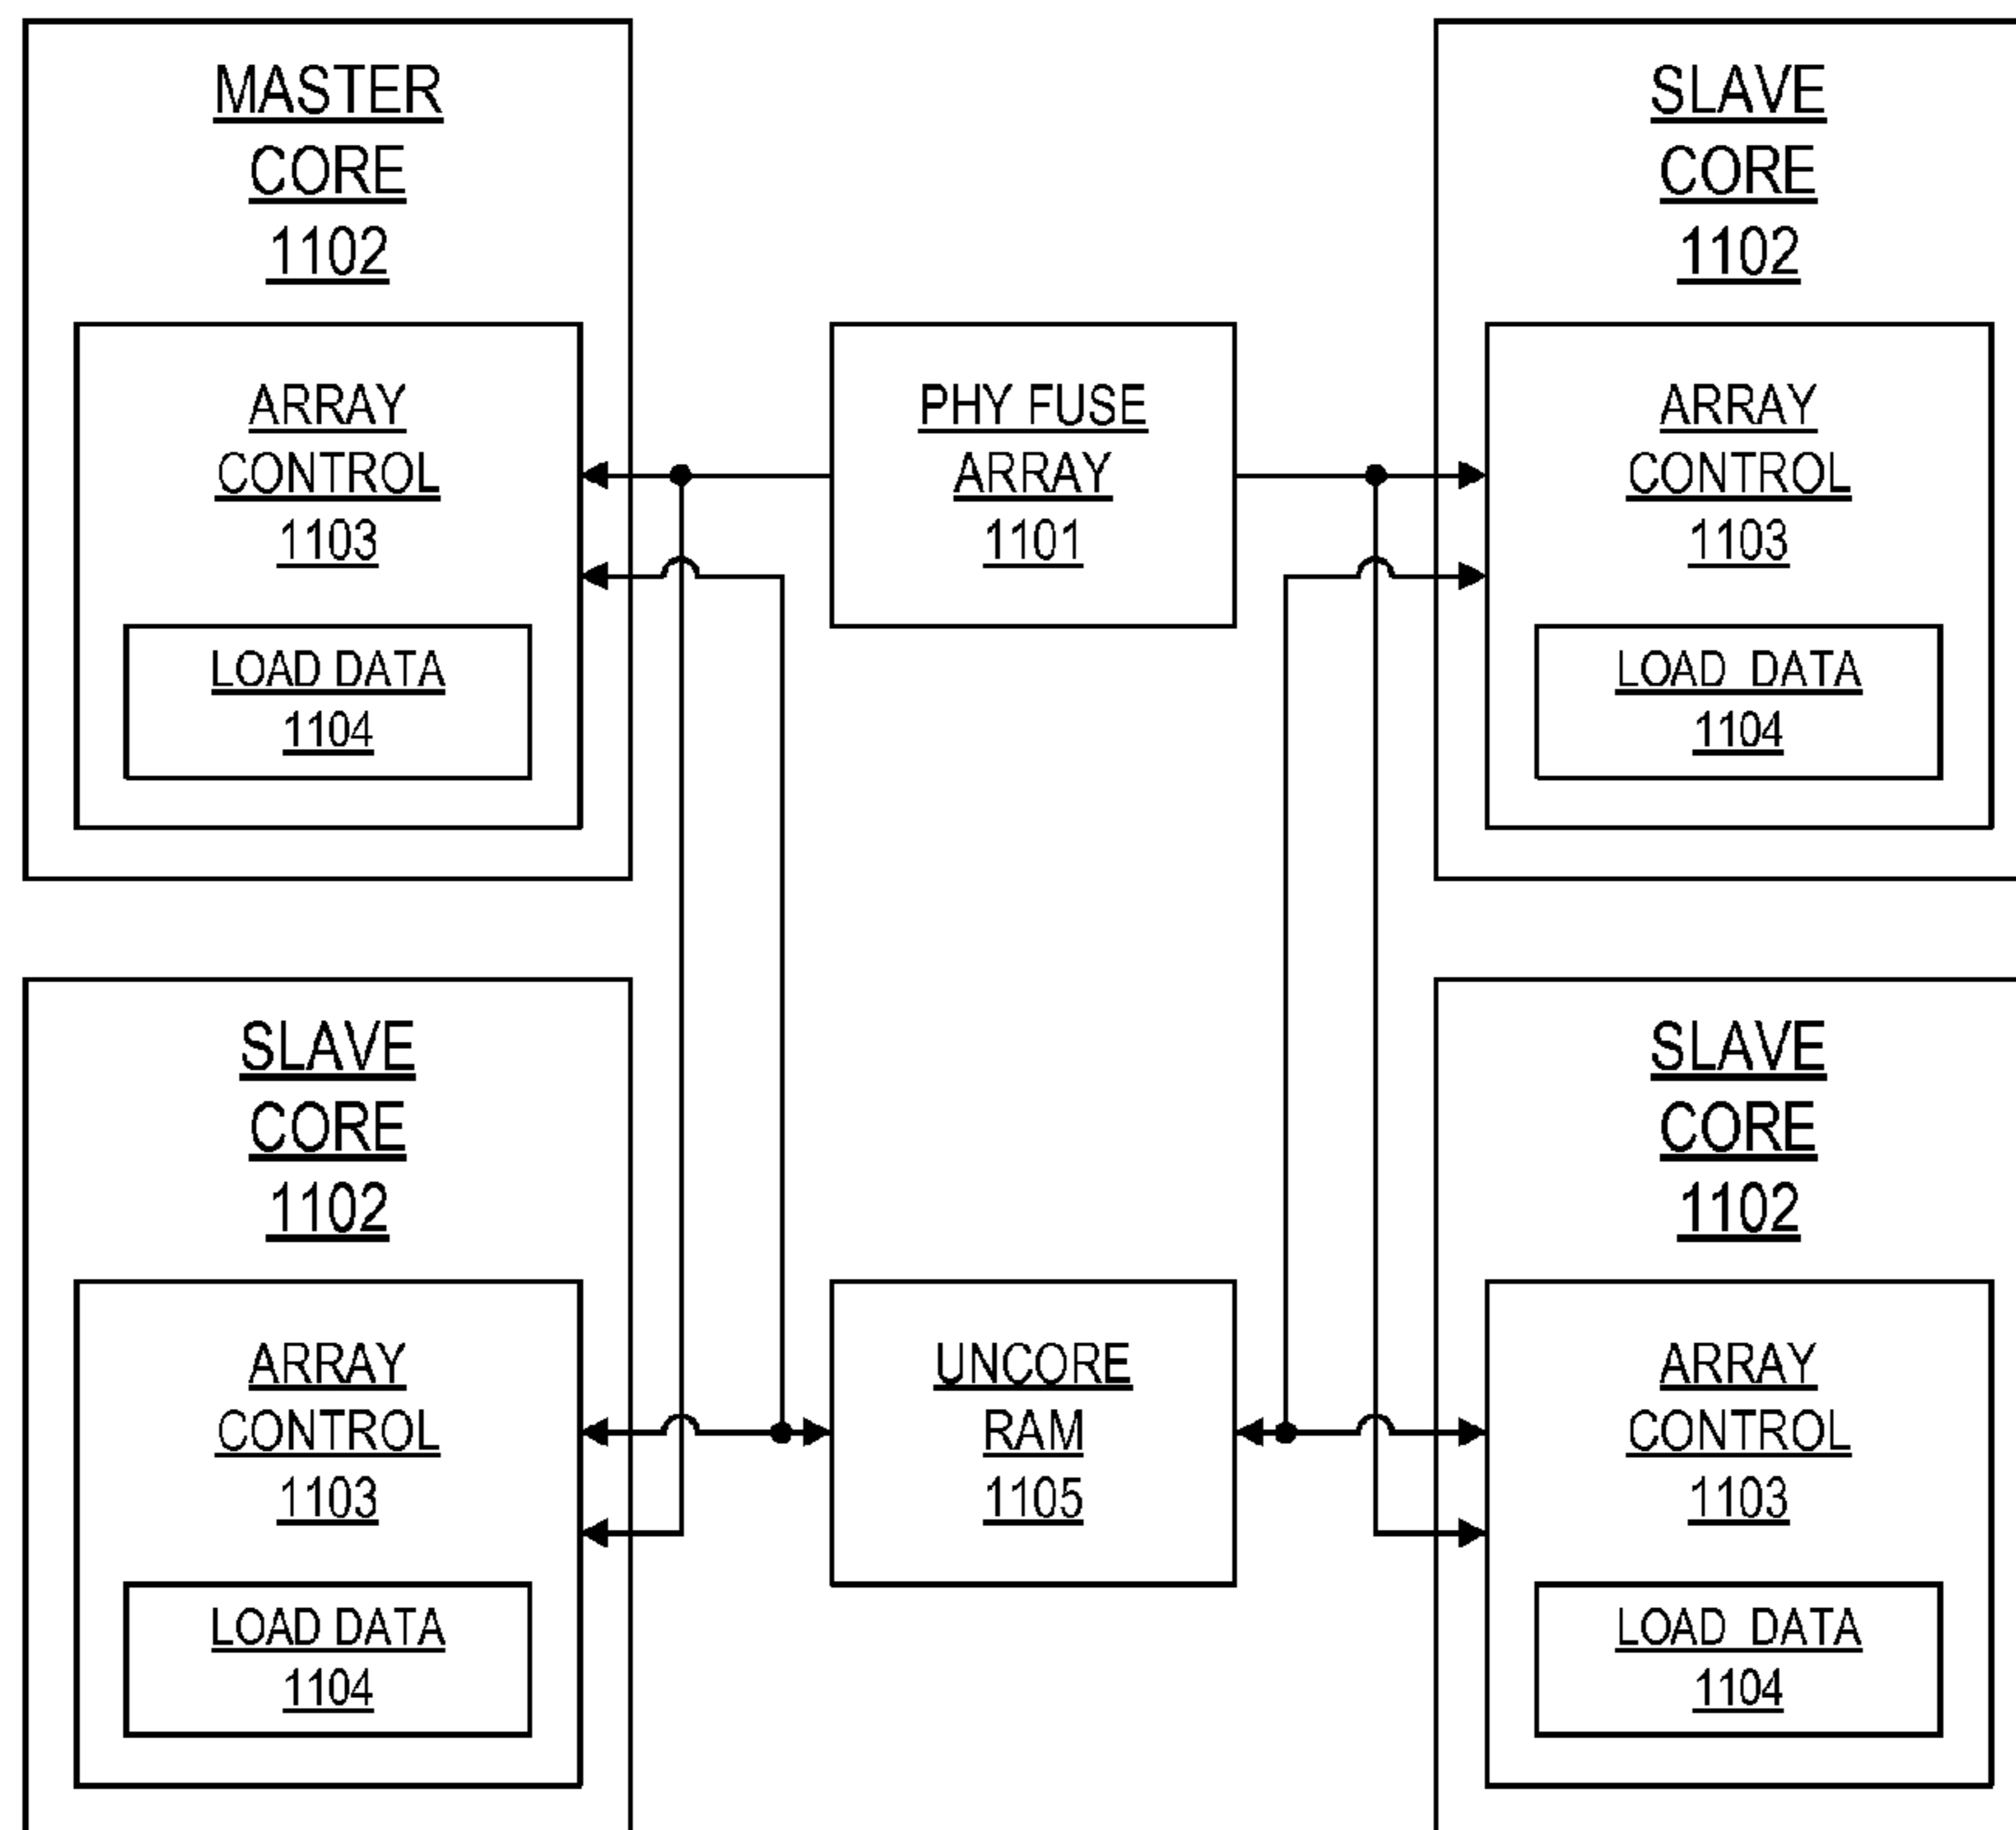 MASTER
CORE
1102
ARRAY
CONTROL
1103
LOAD DATA
1104
PHY FUSE
ARRAY
1101
SLAVE
CORE
1102
ARRAY
CONTROL
1103
LOAD DATA
1104
SLAVE
CORE
1102
ARRAY
CONTROL
1103
LOAD DATA
1104
UNCORE
RAM
1105
SLAVE
CORE
1102
ARRAY
CONTROL
1103
LOAD DATA
1104